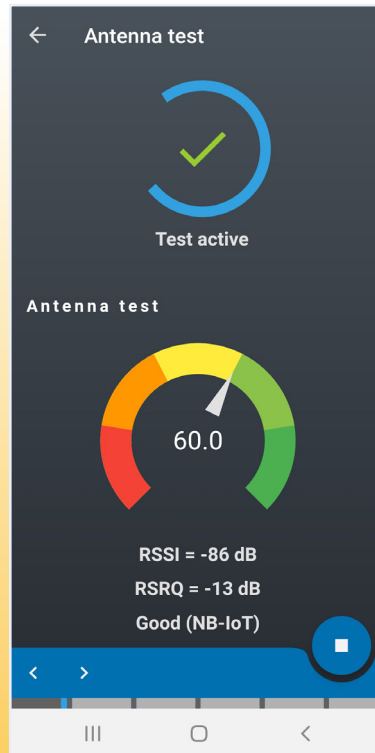 Antenna test
Test active
Antenna test
60.0
RSSI = -86 dB
RSRQ = -13 dB
Good (NB-IoT)